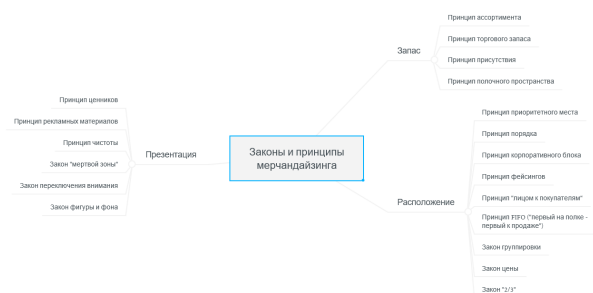 Законы и принципы
мерчандайзинга
Запас
Принцип ассортимента
Принцип торгового запаса
Принцип присутствия
Принцип полочного пространства
Расположение
Принцип приоритетного места
Принцип порядка
Принцип корпоративного блока
Принцип фейсингов
Принцип "лицом к покупателям"
Принцип FIFO ("первый на полке -
первый к продаже")
Закон группировки
Закон цены
Закон "2/3"
Презентация
Принцип ценников
Принцип рекламных материалов
Принцип чистоты
Закон "мертвой зоны"
Закон переключения внимания
Закон фигуры и фона